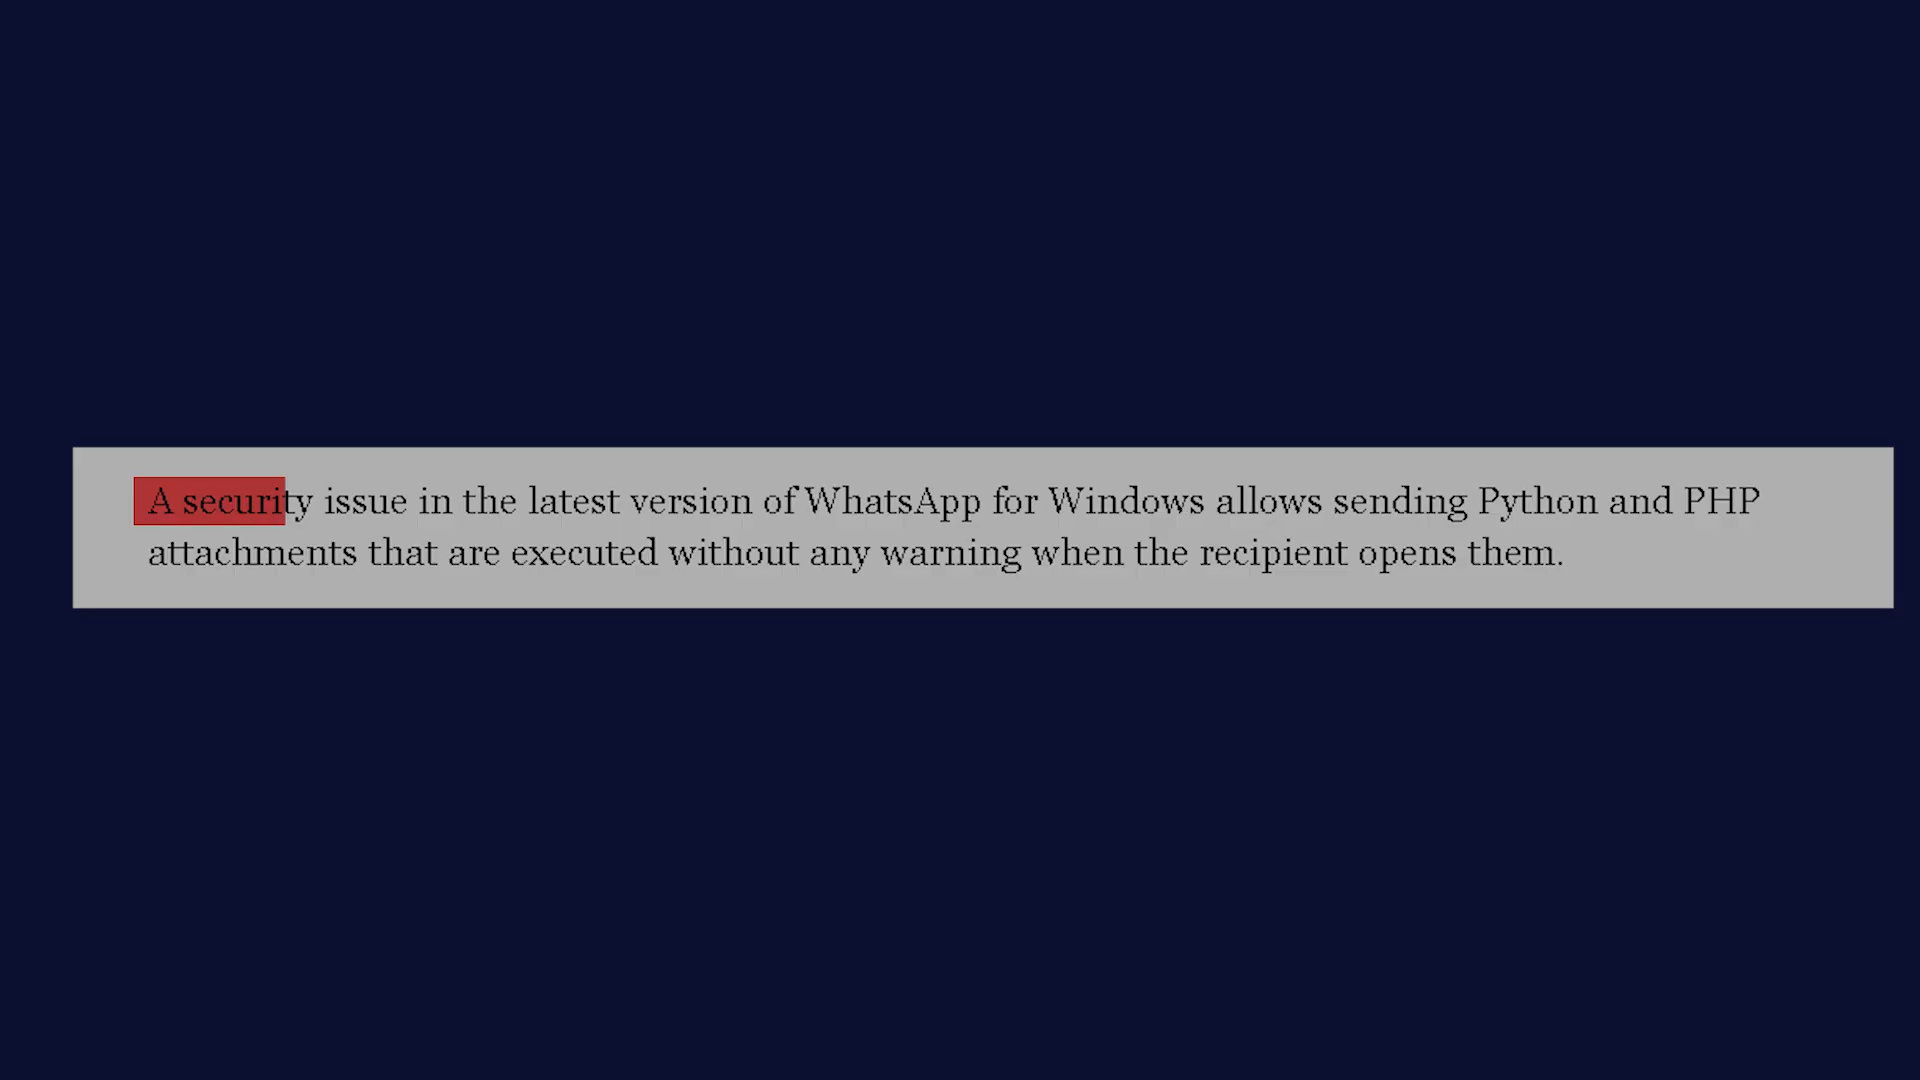 A security issue in the latest version of WhatsApp for Windows allows sending Python and PHP
attachments that are executed without any warning when the recipient opens them.